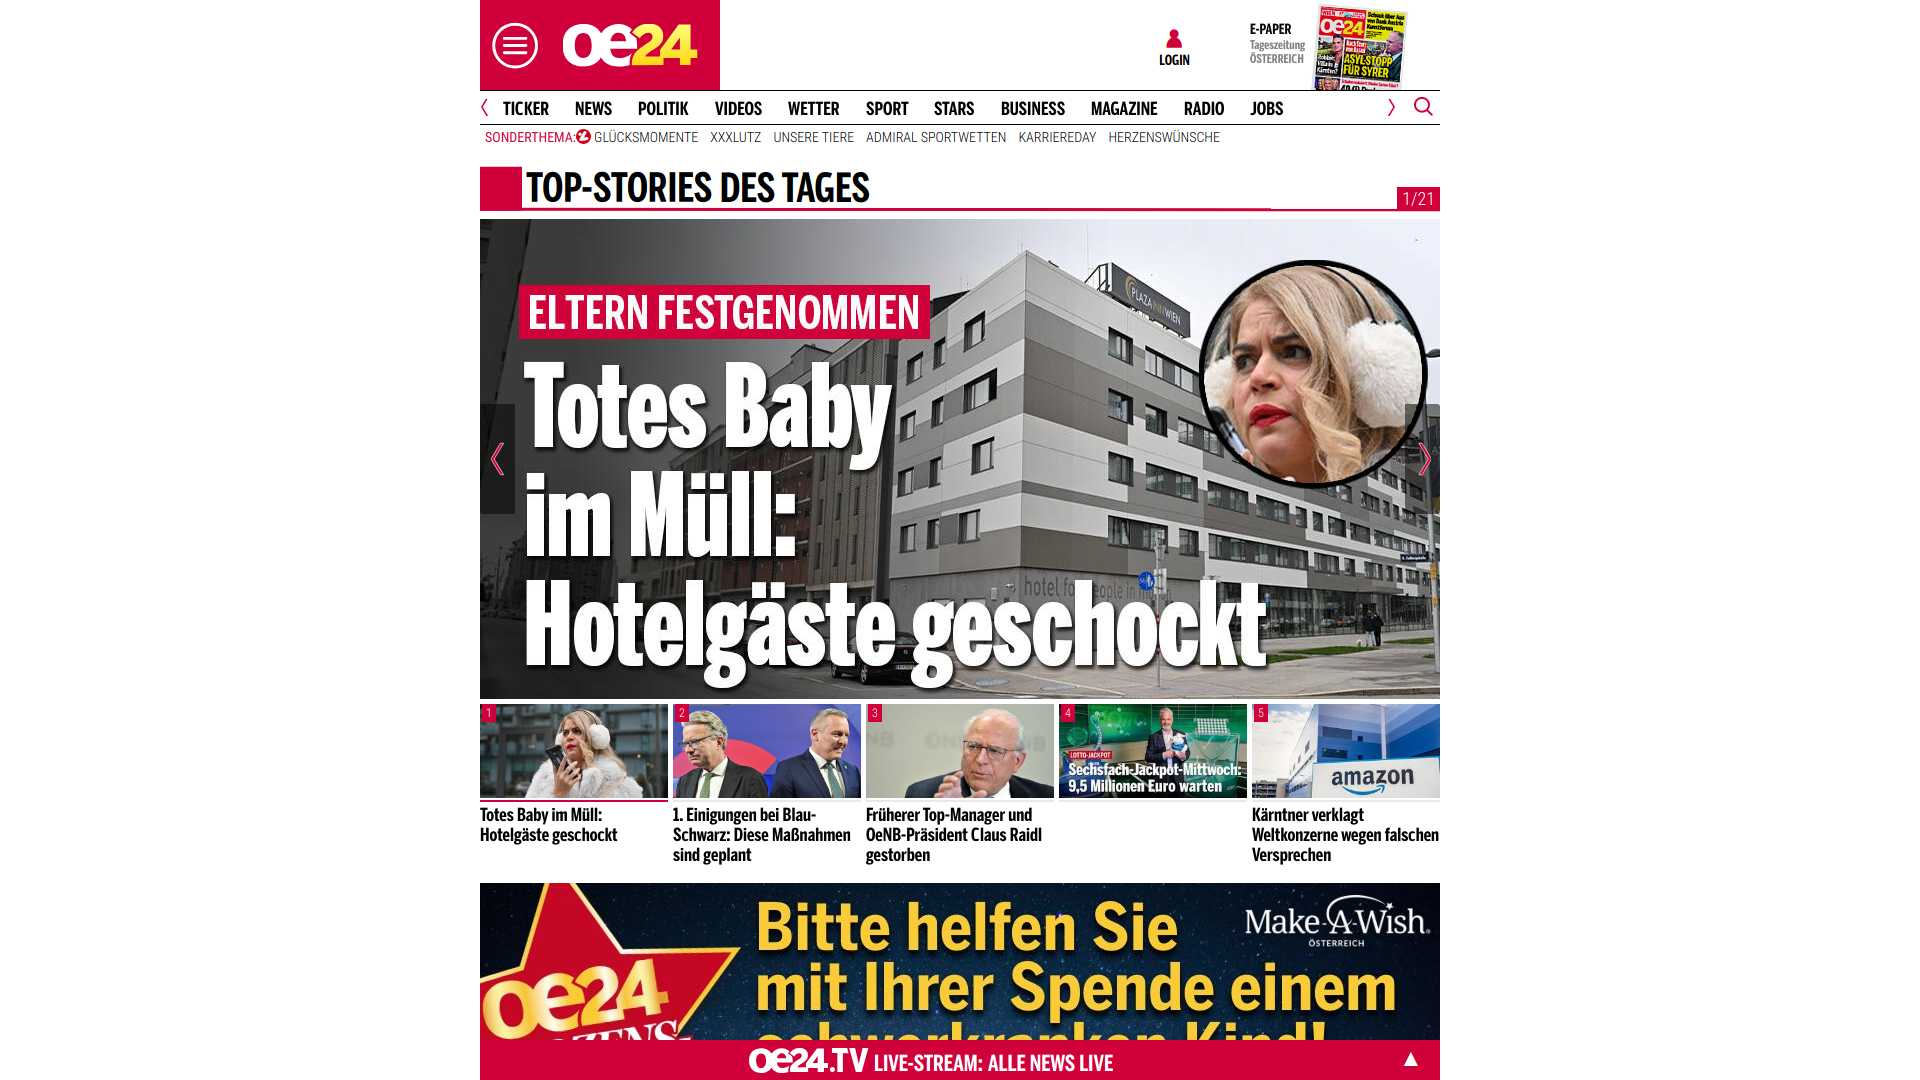 oe24
LOGIN
E-PAPER
Tageszeitung
ÖSTERREICH
oe24
ASYL-STOPP
FÜR SYRER
TICKER NEWS POLITIK VIDEOS WETTER SPORT STARS BUSINESS MAGAZINE RADIO JOBS
SONDERTHEMA: GLÜCKSMOMENTE XXXLUTZ UNSERE TIERE ADMIRAL SPORTWETTEN KARRIEREDAY HERZENSWÜNSCHE
TOP-STORIES DES TAGES
1/21
PLAZA INN WIEN
ELTERN FESTGENOMMEN
Totes Baby
im Müll:
Hotelgäste geschockt
hotel for people in
1
2
3
4
5
LOTTO-JACKPOT
Sechsfach-Jackpot-Mittwoch:
9,5 Millionen Euro warten
amazon
Totes Baby im Müll:
Hotelgäste geschockt
1. Einigungen bei Blau-
Schwarz: Diese Maßnahmen
sind geplant
Früherer Top-Manager und
OeNB-Präsident Claus Raidl
gestorben
Kärntner verklagt
Weltkonzerne wegen falschen
Versprechen
oe24
Bitte helfen Sie
mit Ihrer Spende einem
schwerkranken Kind!
Make-A-Wish
ÖSTERREICH
oe24.TV LIVE-STREAM: ALLE NEWS LIVE